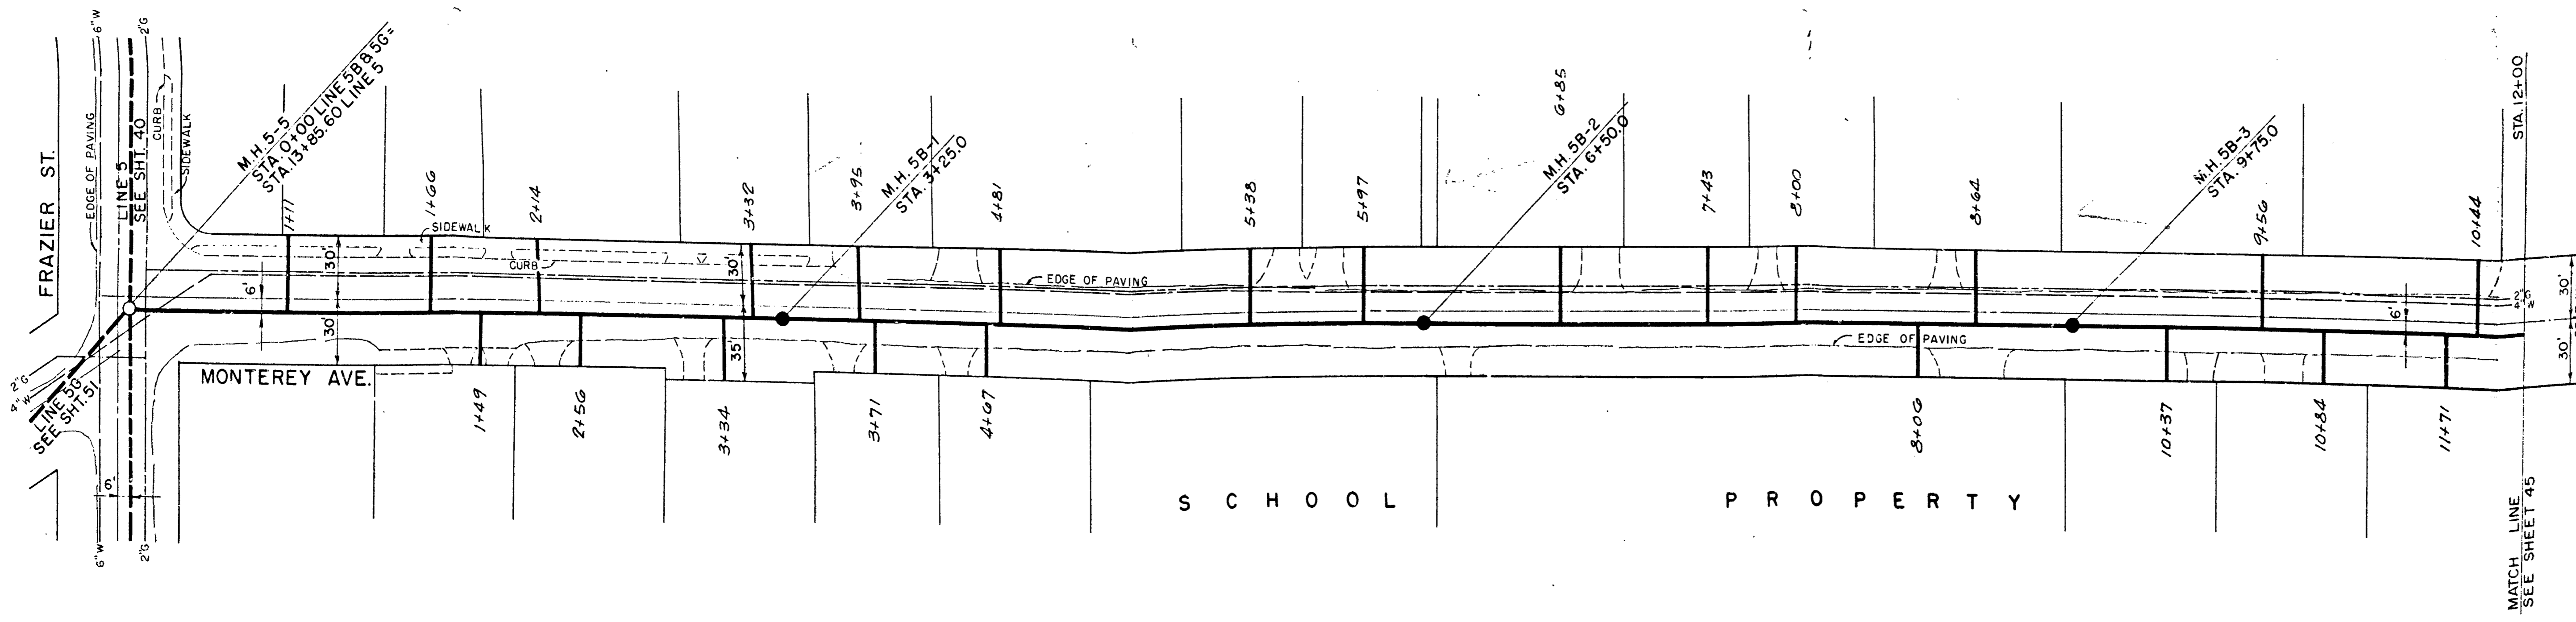 6"W
2"G
FRAZIER ST.
EDGE OF PAVING
LINE 5
SEE SHT. 40
CURB
SIDEWALK
M.H. 5-5
STA. 0+00 LINE 5B & 5G=
STA. 13+85.60 LINE 5
1+11
1+66
2+14
3+32
3+95
M.H. 5B-1
STA. 3+25.0
4+81
5+38
5+97
M.H. 5B-2
STA. 6+50.0
6+85
7+43
8+00
8+64
M.H. 5B-3
STA. 9+75.0
9+56
10+44
STA. 12+00
SIDEWALK
CURB
EDGE OF PAVING
6'
30'
30'
30'
35'
2"G
4"W
6'
30'
30'
EDGE OF PAVING
MONTEREY AVE.
2"G
4"W
LINE 5G
SEE SHT. 51
6'
6"W
2"G
1+49
2+56
3+34
3+71
4+67
8+06
10+37
10+84
11+71
SCHOOL PROPERTY
MATCH LINE
SEE SHEET 45